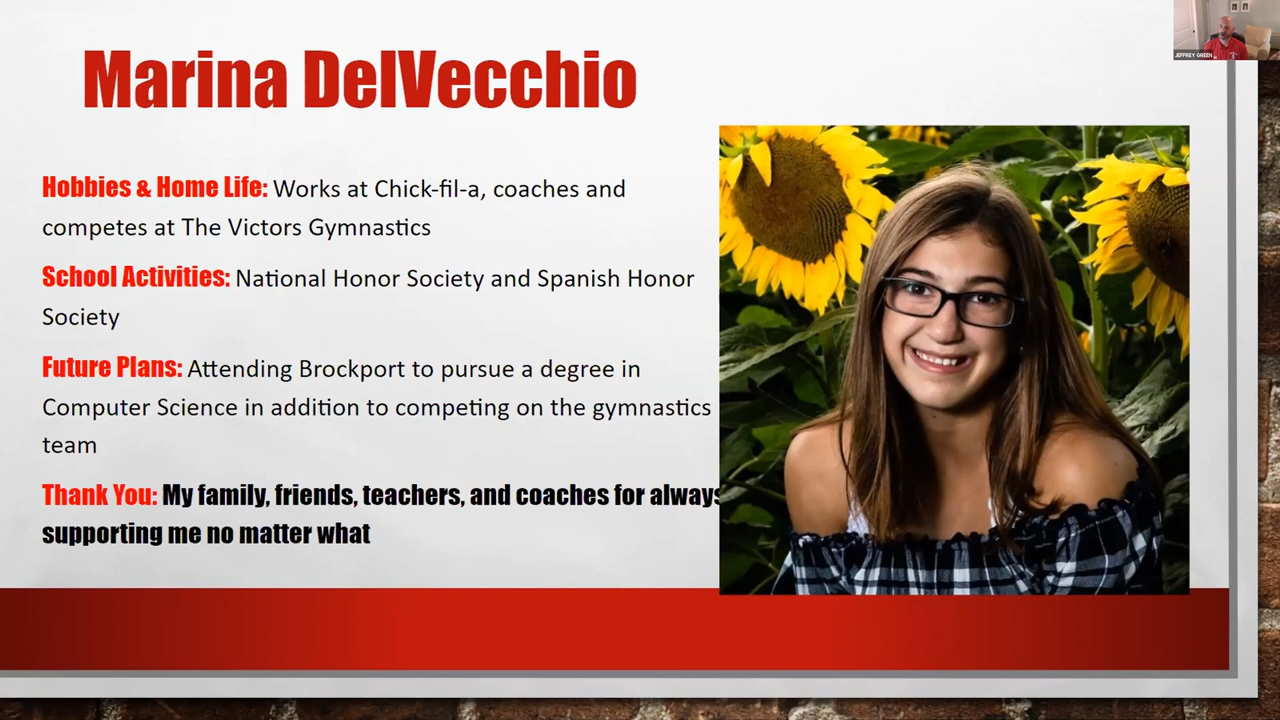 Marina DelVecchio
JEFFREY GREEN
Hobbies & Home Life: Works at Chick-fil-a, coaches and
competes at The Victors Gymnastics
School Activities: National Honor Society and Spanish Honor
Society
Future Plans: Attending Brockport to pursue a degree in
Computer Science in addition to competing on the gymnastics
team
Thank You: My family, friends, teachers, and coaches for always
supporting me no matter what